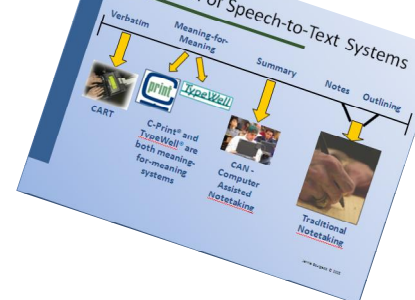 Of Speech-to-Text Systems
Verbatim
Meaning-for-
Meaning
Summary
Notes
Outlining
print
TypeWell
CART
C-Print® and
TypeWell® are
both meaning-
for-meaning
systems
CAN -
Computer
Assisted
Notetaking
Traditional
Notetaking